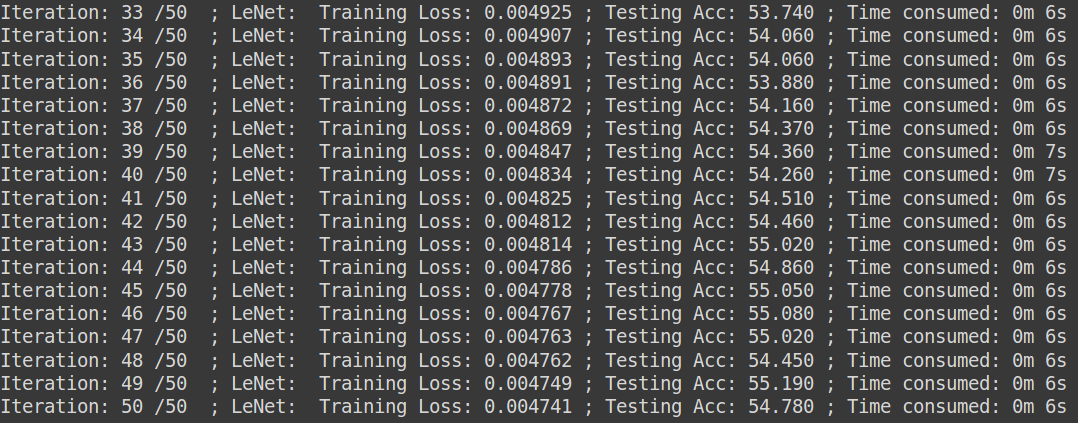 Iteration: 33 /50  ; LeNet:  Training Loss: 0.004925 ; Testing Acc: 53.740 ; Time consumed: 0m 6s
Iteration: 34 /50  ; LeNet:  Training Loss: 0.004907 ; Testing Acc: 54.060 ; Time consumed: 0m 6s
Iteration: 35 /50  ; LeNet:  Training Loss: 0.004893 ; Testing Acc: 54.060 ; Time consumed: 0m 6s
Iteration: 36 /50  ; LeNet:  Training Loss: 0.004891 ; Testing Acc: 53.880 ; Time consumed: 0m 6s
Iteration: 37 /50  ; LeNet:  Training Loss: 0.004872 ; Testing Acc: 54.160 ; Time consumed: 0m 6s
Iteration: 38 /50  ; LeNet:  Training Loss: 0.004869 ; Testing Acc: 54.370 ; Time consumed: 0m 6s
Iteration: 39 /50  ; LeNet:  Training Loss: 0.004847 ; Testing Acc: 54.360 ; Time consumed: 0m 7s
Iteration: 40 /50  ; LeNet:  Training Loss: 0.004834 ; Testing Acc: 54.260 ; Time consumed: 0m 7s
Iteration: 41 /50  ; LeNet:  Training Loss: 0.004825 ; Testing Acc: 54.510 ; Time consumed: 0m 6s
Iteration: 42 /50  ; LeNet:  Training Loss: 0.004812 ; Testing Acc: 54.460 ; Time consumed: 0m 6s
Iteration: 43 /50  ; LeNet:  Training Loss: 0.004814 ; Testing Acc: 55.020 ; Time consumed: 0m 6s
Iteration: 44 /50  ; LeNet:  Training Loss: 0.004786 ; Testing Acc: 54.860 ; Time consumed: 0m 6s
Iteration: 45 /50  ; LeNet:  Training Loss: 0.004778 ; Testing Acc: 55.050 ; Time consumed: 0m 6s
Iteration: 46 /50  ; LeNet:  Training Loss: 0.004767 ; Testing Acc: 55.080 ; Time consumed: 0m 6s
Iteration: 47 /50  ; LeNet:  Training Loss: 0.004763 ; Testing Acc: 55.020 ; Time consumed: 0m 6s
Iteration: 48 /50  ; LeNet:  Training Loss: 0.004762 ; Testing Acc: 54.450 ; Time consumed: 0m 6s
Iteration: 49 /50  ; LeNet:  Training Loss: 0.004749 ; Testing Acc: 55.190 ; Time consumed: 0m 6s
Iteration: 50 /50  ; LeNet:  Training Loss: 0.004741 ; Testing Acc: 54.780 ; Time consumed: 0m 6s